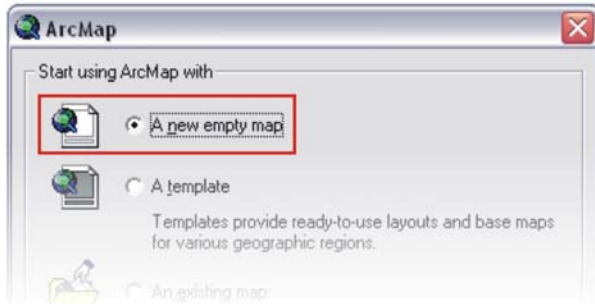 ArcMap
Start using ArcMap with
A new empty map
A template
Templates provide ready-to-use layouts and base maps
for various geographic regions.
An existing map: